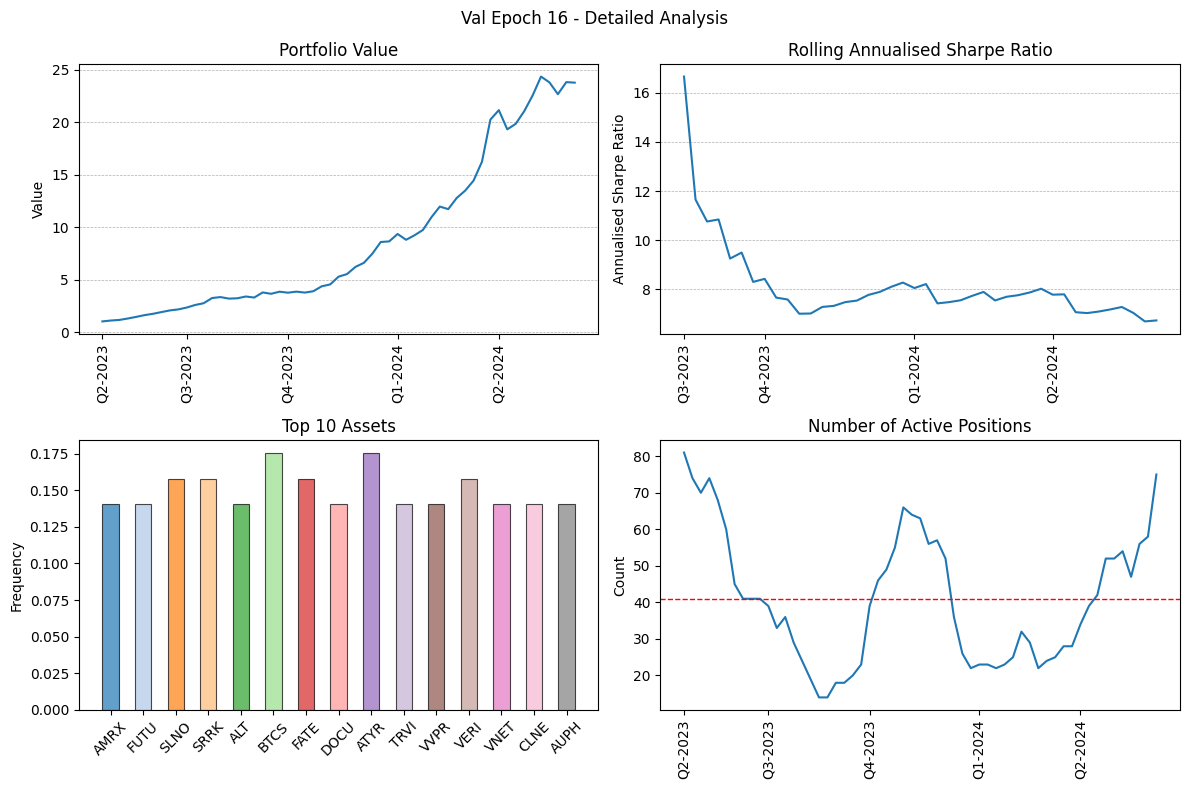 Val Epoch 16 - Detailed Analysis
Portfolio Value
Value
25
20
15
10
5
0
Q2-2023
Q3-2023
Q4-2023
Q1-2024
Q2-2024
Rolling Annualised Sharpe Ratio
Annualised Sharpe Ratio
16
14
12
10
8
Q3-2023
Q4-2023
Q1-2024
Q2-2024
Top 10 Assets
Frequency
0.175
0.150
0.125
0.100
0.075
0.050
0.025
0.000
AMRX
FUTU
SLNO
SRRK
ALT
BTCS
FATE
DOCU
ATYR
TRVI
VVPR
VERI
VNET
CLNE
AUPH
Number of Active Positions
Count
80
70
60
50
40
30
20
Q2-2023
Q3-2023
Q4-2023
Q1-2024
Q2-2024